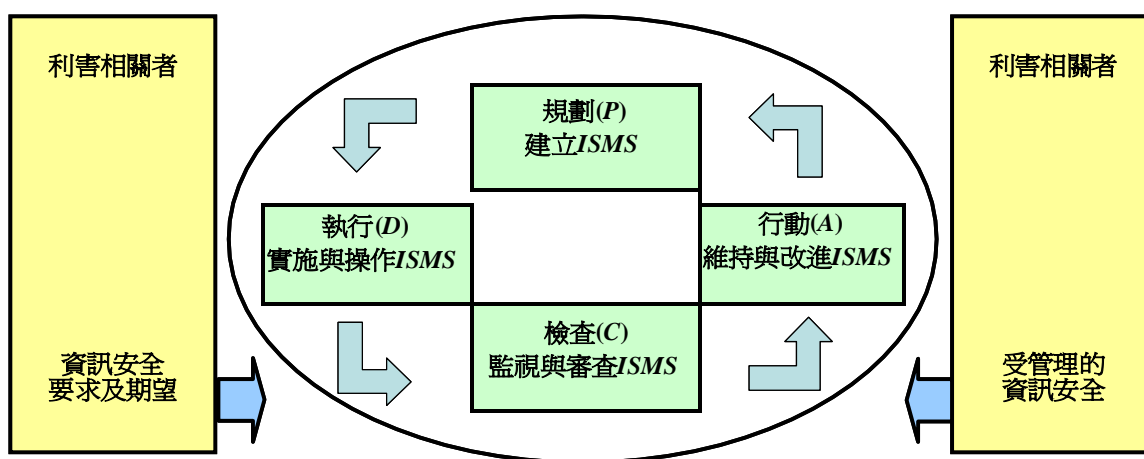 利害相關者
資訊安全
要求及期望
規劃(P)
建立ISMS
執行(D)
實施與操作ISMS
行動(A)
維持與改進ISMS
檢查(C)
監視與審查ISMS
利害相關者
受管理的
資訊安全